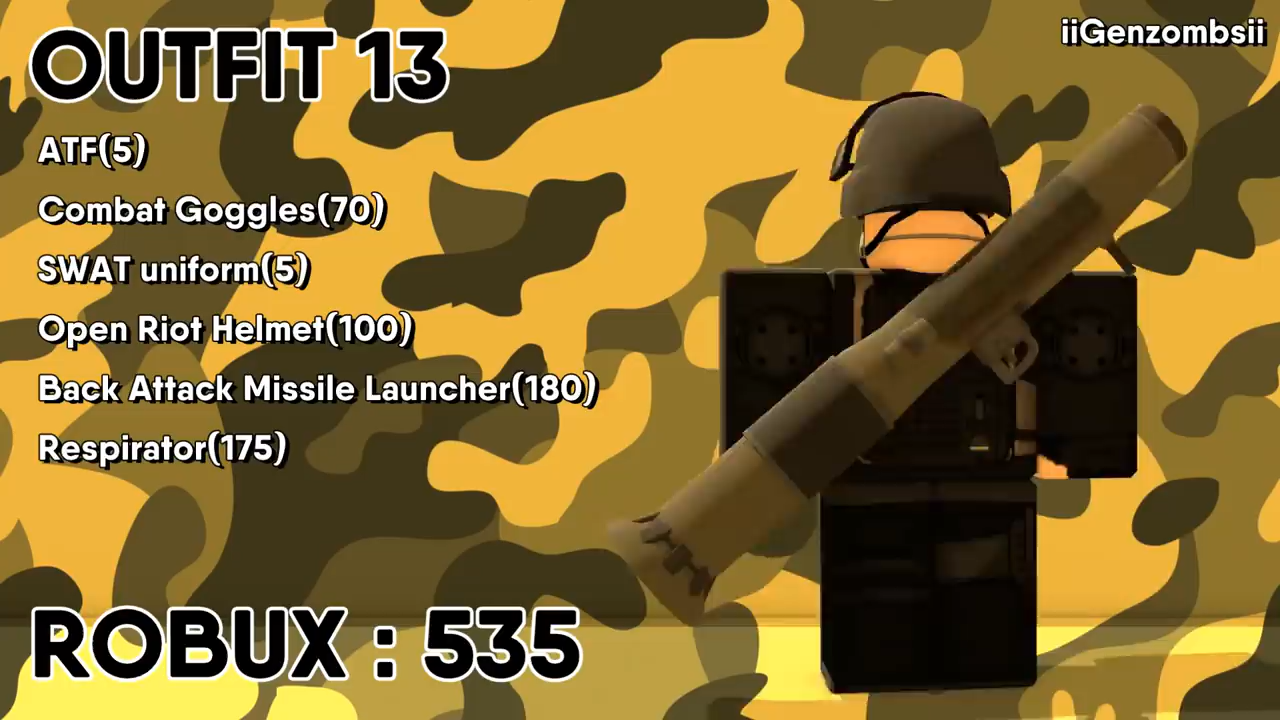 OUTFIT 13
iiGenzombsii
ATF(5)
Combat Goggles(70)
SWAT uniform(5)
Open Riot Helmet(100)
Back Attack Missile Launcher(180)
Respirator(175)
ROBUX : 535